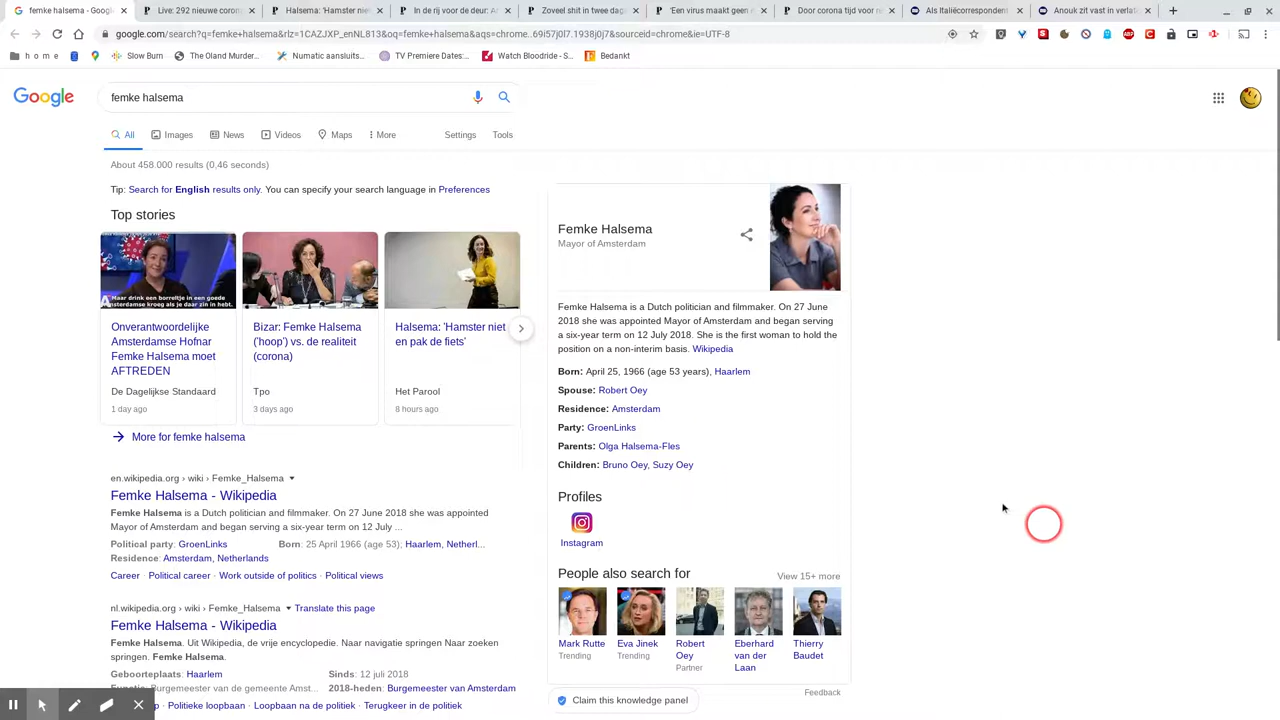 femke halsema - Google
Live: 292 nieuwe corona
Halsema: 'Hamster niet
In de rij voor de deur: A
Zoveel shit in twee dag
'Een virus maakt geen
Door corona tijd voor n
Als Italiëcorrespondent
Anouk zit vast in verlati
google.com/search?q=femke+halsema&rlz=1CAZJXP_enNL813&oq=femke+halsema&aqs=chrome..69i57j0l7.1938j0j7&sourceid=chrome&ie=UTF-8
h o m e
Slow Burn
The Oland Murder...
Numatic aansluits...
TV Premiere Dates:...
Watch Bloodride - S...
Bedankt
Google
femke halsema
All
Images
News
Videos
Maps
More
Settings
Tools
About 458.000 results (0,46 seconds)
Tip: Search for English results only. You can specify your search language in Preferences
Top stories
Maar drink een borreltje in een goede
Amsterdamse kroeg als je daar zin in hebt.
Onverantwoordelijke
Amsterdamse Hofnar
Femke Halsema moet
AFTREDEN
De Dagelijkse Standaard
1 day ago
Bizar: Femke Halsema
('hoop') vs. de realiteit
(corona)
Tpo
3 days ago
Halsema: 'Hamster niet
en pak de fiets'
Het Parool
8 hours ago
More for femke halsema
en.wikipedia.org › wiki › Femke_Halsema
Femke Halsema - Wikipedia
Femke Halsema is a Dutch politician and filmmaker. On 27 June 2018 she was appointed
Mayor of Amsterdam and began serving a six-year term on 12 July ...
Political party: GroenLinks
Born: 25 April 1966 (age 53); Haarlem, Netherl...
Residence: Amsterdam, Netherlands
Career · Political career · Work outside of politics · Political views
nl.wikipedia.org › wiki › Femke_Halsema
Translate this page
Femke Halsema - Wikipedia
Femke Halsema. Uit Wikipedia, de vrije encyclopedie. Naar navigatie springen Naar zoeken
springen. Femke Halsema.
Geboorteplaats: Haarlem
Sinds: 12 juli 2018
Burgemeester van de gemeente Amst...
2018-heden: Burgemeester van Amsterdam
Politieke loopbaan · Loopbaan na de politiek · Terugkeer in de politiek
Femke Halsema
Mayor of Amsterdam
Femke Halsema is a Dutch politician and filmmaker. On 27 June
2018 she was appointed Mayor of Amsterdam and began serving
a six-year term on 12 July 2018. She is the first woman to hold the
position on a non-interim basis. Wikipedia
Born: April 25, 1966 (age 53 years), Haarlem
Spouse: Robert Oey
Residence: Amsterdam
Party: GroenLinks
Parents: Olga Halsema-Fles
Children: Bruno Oey, Suzy Oey
Profiles
Instagram
People also search for
View 15+ more
Mark Rutte
Trending
Eva Jinek
Trending
Robert
Oey
Partner
Eberhard
van der
Laan
Thierry
Baudet
Feedback
Claim this knowledge panel